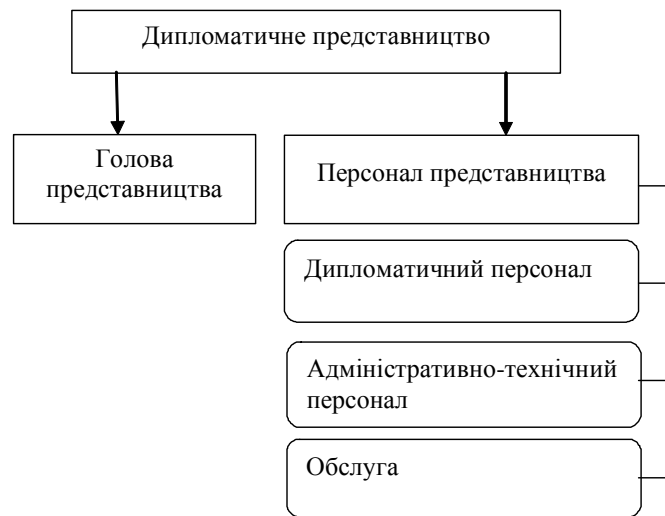 Дипломатичне представництво
Голова
представництва
Персонал представництва
Дипломатичний персонал
Адміністративно-технічний
персонал
Обслуга